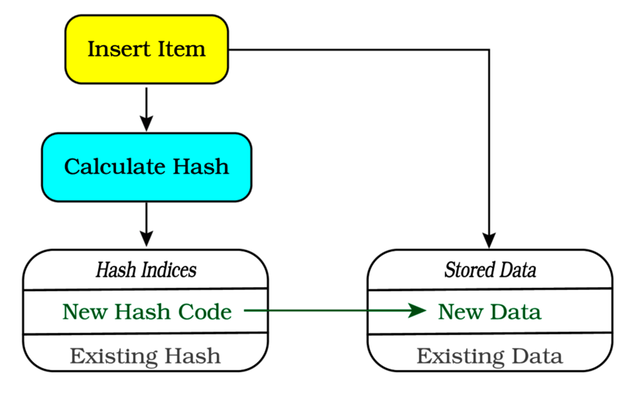 Insert Item
Calculate Hash
Hash Indices
New Hash Code
Existing Hash
Stored Data
New Data
Existing Data